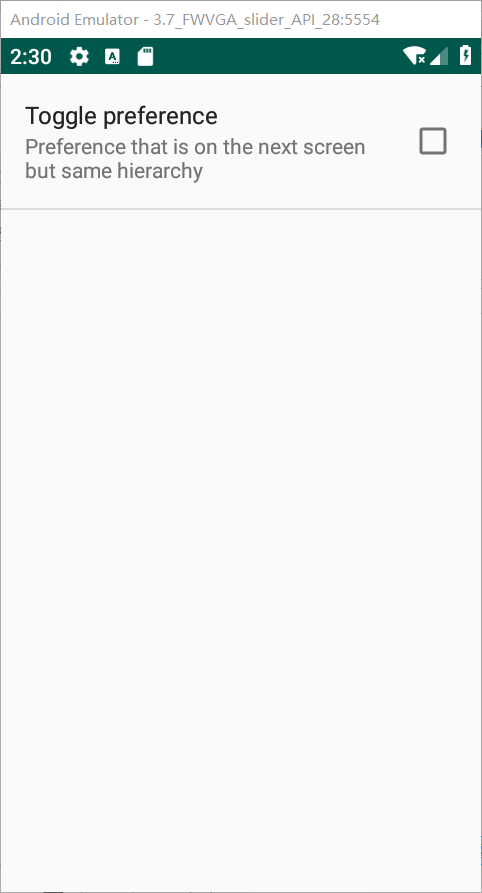 Android Emulator - 3.7_FWVGA_slider_API_28:5554
2:30
Toggle preference
Preference that is on the next screen
but same hierarchy